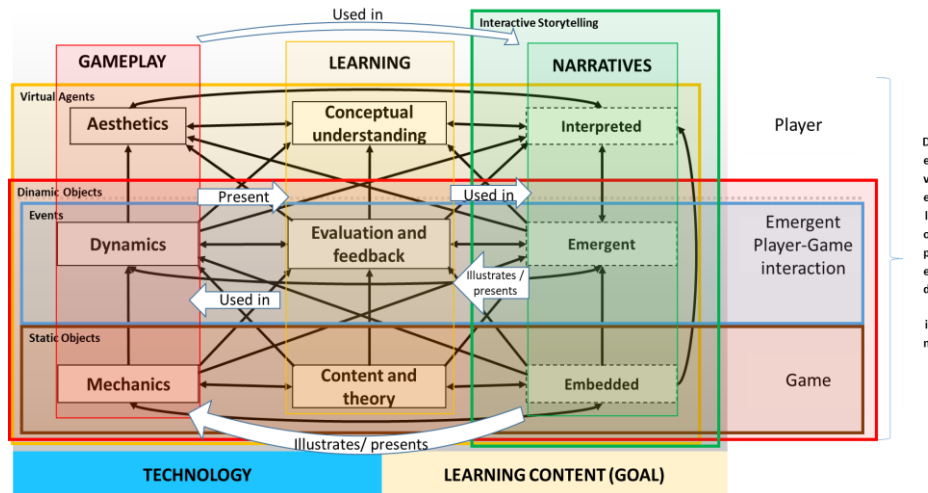 Used in
Interactive Storytelling
GAMEPLAY
LEARNING
NARRATIVES
Virtual Agents
Aesthetics
Conceptual
understanding
Interpreted
Player
Dinamic Objects
Present
Used in
Events
Dynamics
Evaluation and
feedback
Emergent
Emergent
Player-Game
interaction
Illustrates /
presents
Used in
Static Objects
Mechanics
Content and
theory
Embedded
Game
Illustrates/ presents
TECHNOLOGY
LEARNING CONTENT (GOAL)
D
e
v
e
l
o
p
e
d
i
n